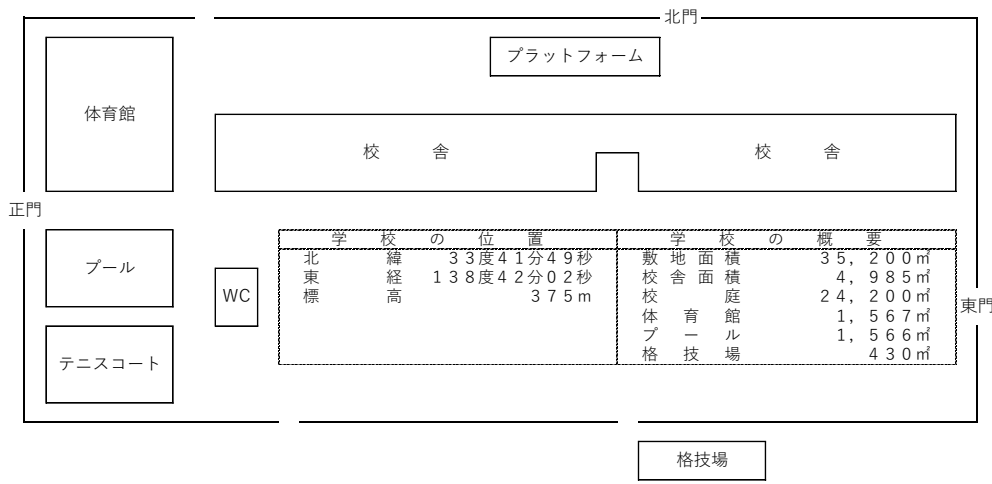 北門
プラットフォーム
体育館
校　舎
校　舎
正門
プール
WC
テニスコート
学校の位置
北緯 33度41分49秒
東経 138度42分02秒
標高 375m
学校の概要
敷地面積 35,200㎡
校舎面積 4,985㎡
校庭 24,200㎡
体育館 1,567㎡
プール 1,566㎡
格技場 430㎡
東門
格技場